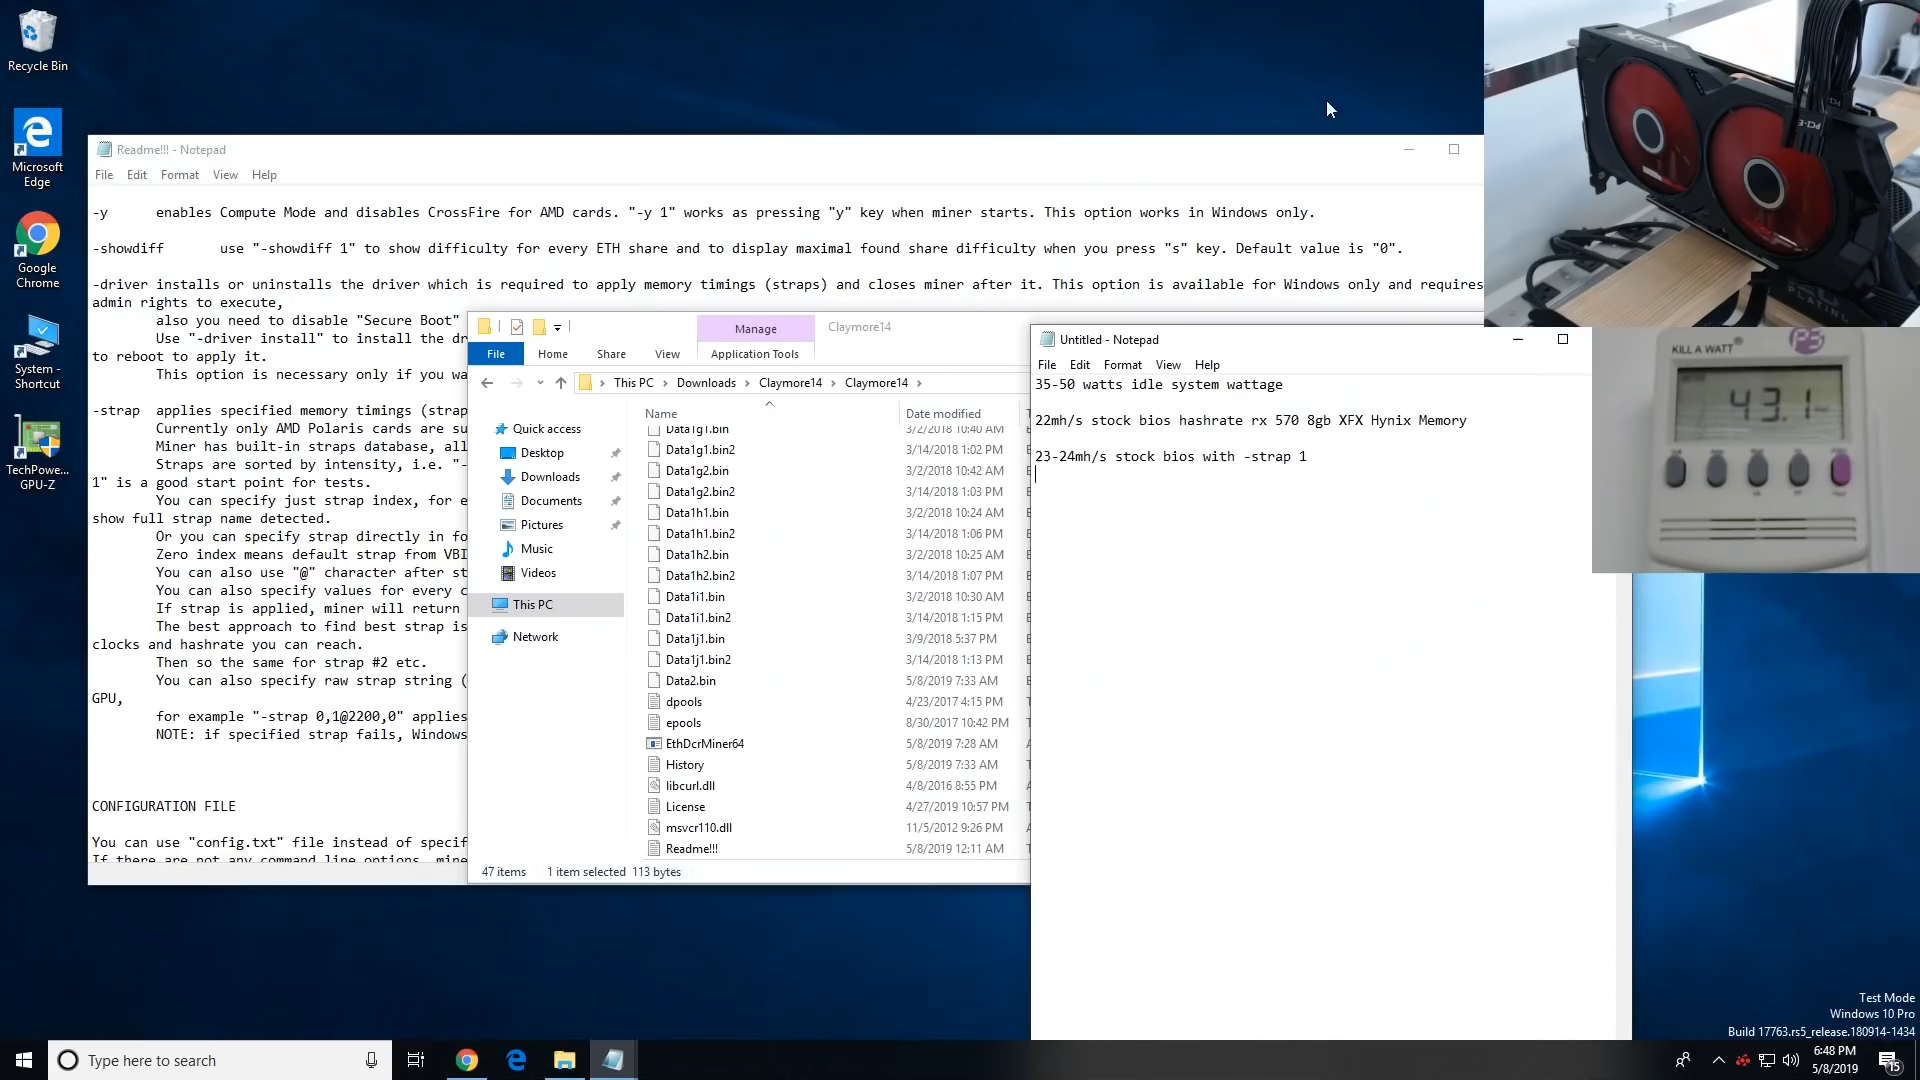 Recycle Bin
Microsoft
Edge
Google
Chrome
System -
Shortcut
TechPowe...
GPU-Z
Readme!!! - Notepad
File Edit Format View Help
-y enables Compute Mode and disables CrossFire for AMD cards. "-y 1" works as pressing "y" key when miner starts. This option works in Windows only.
-showdiff use "-showdiff 1" to show difficulty for every ETH share and to display maximal found share difficulty when you press "s" key. Default value is "0".
-driver installs or uninstalls the driver which is required to apply memory timings (straps) and closes miner after it. This option is available for Windows only and requires
admin rights to execute,
also you need to disable "Secure Boot"
Use "-driver install" to install the dr
to reboot to apply it.
This option is necessary only if you wa
-strap applies specified memory timings (strap
Currently only AMD Polaris cards are su
Miner has built-in straps database, all
Straps are sorted by intensity, i.e. "-
1" is a good start point for tests.
You can specify just strap index, for e
show full strap name detected.
Or you can specify strap directly in fo
Zero index means default strap from VBI
You can also use "@" character after st
You can also specify values for every c
If strap is applied, miner will return
The best approach to find best strap is
clocks and hashrate you can reach.
Then so the same for strap #2 etc.
You can also specify raw strap string (
GPU,
for example "-strap 0,1@2200,0" applies
NOTE: if specified strap fails, Windows
CONFIGURATION FILE
You can use "config.txt" file instead of specif
If there are not any command line options, mine
Manage Claymore14
File Home Share View Application Tools
This PC Downloads Claymore14 Claymore14
Quick access
Desktop
Downloads
Documents
Pictures
Music
Videos
This PC
Network
Name Date modified T
Data1g1.bin 3/2/2018 10:40 AM
Data1g1.bin2 3/14/2018 1:02 PM
Data1g2.bin 3/2/2018 10:42 AM
Data1g2.bin2 3/14/2018 1:03 PM
Data1h1.bin 3/2/2018 10:24 AM
Data1h1.bin2 3/14/2018 1:06 PM
Data1h2.bin 3/2/2018 10:25 AM
Data1h2.bin2 3/14/2018 1:07 PM
Data1i1.bin 3/2/2018 10:30 AM
Data1i1.bin2 3/14/2018 1:15 PM
Data1j1.bin 3/9/2018 5:37 PM
Data1j1.bin2 3/14/2018 1:13 PM
Data2.bin 5/8/2019 7:33 AM
dpools 4/23/2017 4:15 PM
epools 8/30/2017 10:42 PM
EthDcrMiner64 5/8/2019 7:28 AM
History 5/8/2019 7:33 AM
libcurl.dll 4/8/2016 8:55 PM
License 4/27/2019 10:57 PM
msvcr110.dll 11/5/2012 9:26 PM
Readme!!! 5/8/2019 12:11 AM
47 items 1 item selected 113 bytes
Untitled - Notepad
File Edit Format View Help
35-50 watts idle system wattage
22mh/s stock bios hashrate rx 570 8gb XFX Hynix Memory
23-24mh/s stock bios with -strap 1
XFX
PCI-E
PLATINU
KILL A WATT®
P3
43.1
Test Mode
Windows 10 Pro
Build 17763.rs5_release.180914-1434
Type here to search
6:48 PM
5/8/2019
15